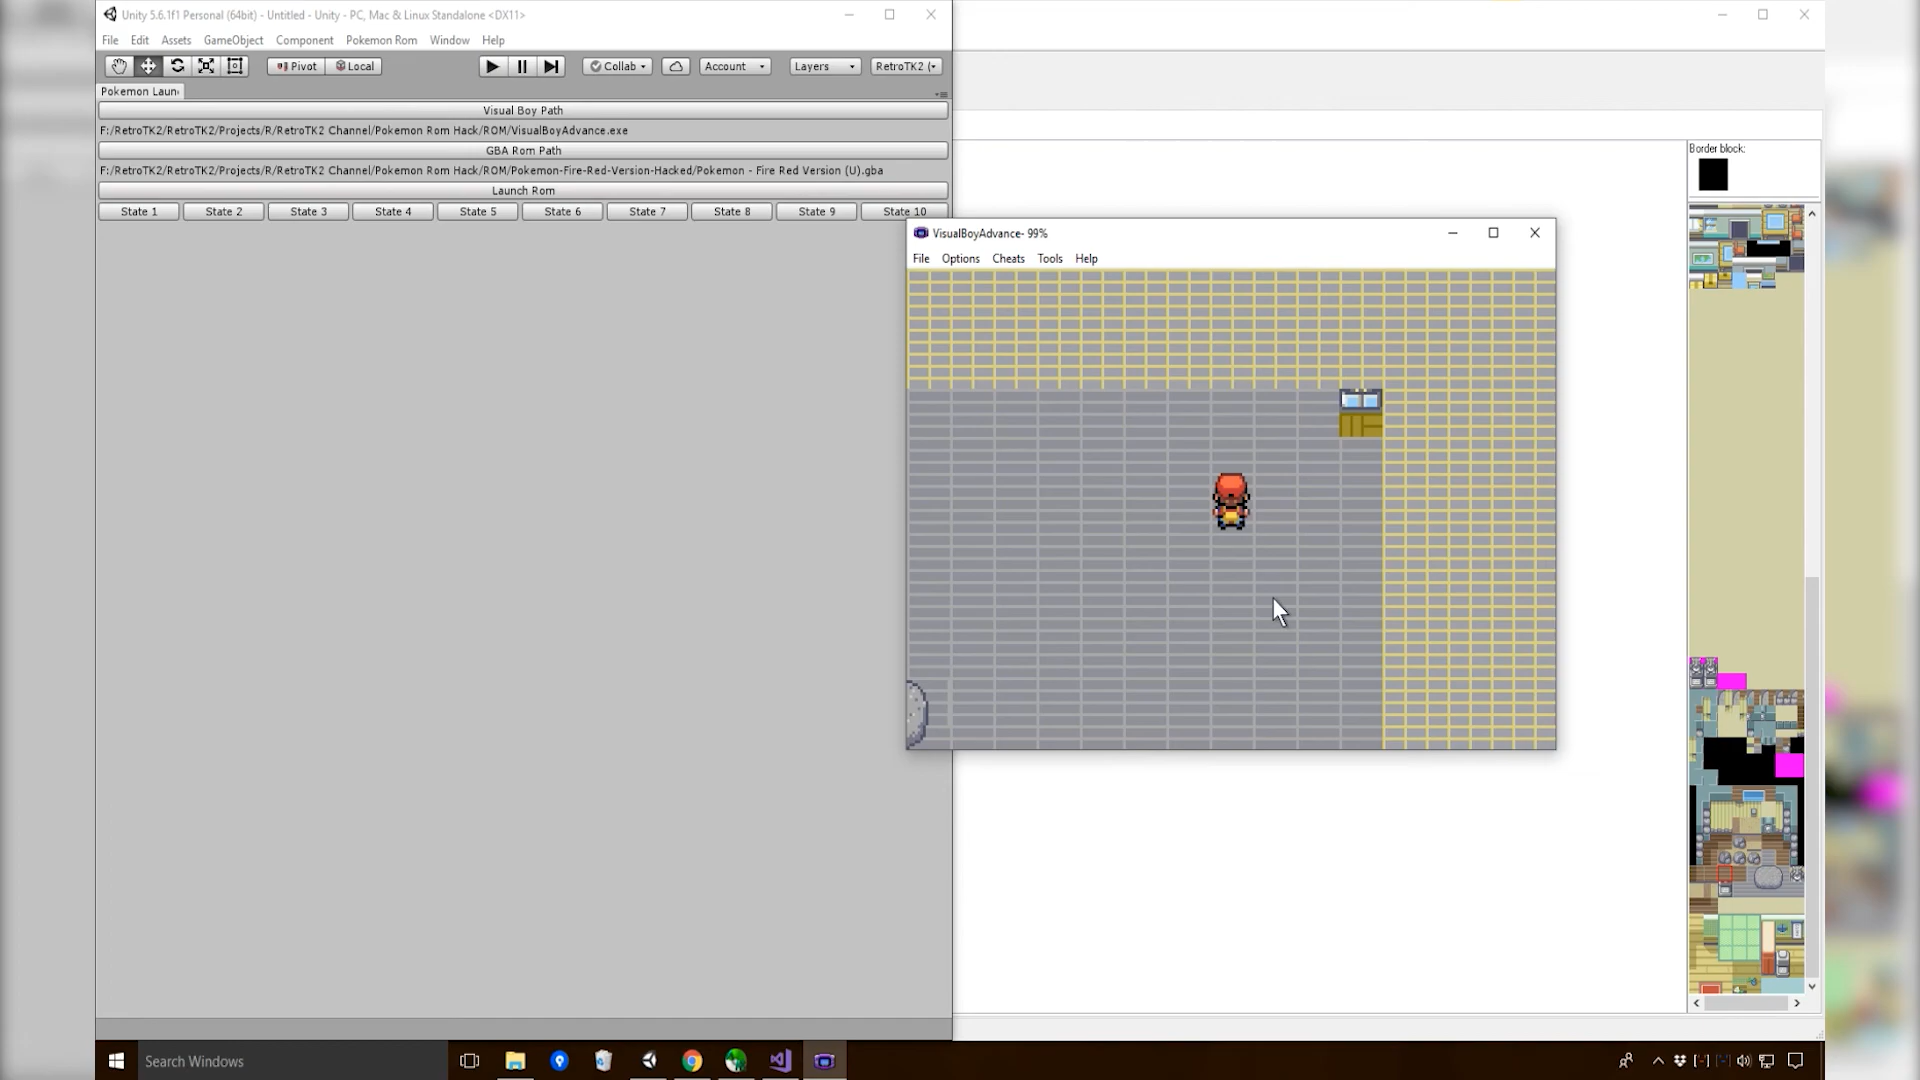 Unity 5.6.1f1 Personal (64bit) - Untitled - Unity - PC, Mac & Linux Standalone <DX11>
File Edit Assets GameObject Component Pokemon Rom Window Help
Pivot Local Collab Account Layers RetroTK2 (
Pokemon Laun
Visual Boy Path
F:/RetroTK2/RetroTK2/Projects/R/RetroTK2 Channel/Pokemon Rom Hack/ROM/VisualBoyAdvance.exe
GBA Rom Path
F:/RetroTK2/RetroTK2/Projects/R/RetroTK2 Channel/Pokemon Rom Hack/ROM/Pokemon-Fire-Red-Version-Hacked/Pokemon - Fire Red Version (U).gba
Launch Rom
State 1 State 2 State 3 State 4 State 5 State 6 State 7 State 8 State 9 State 10
VisualBoyAdvance- 99%
File Options Cheats Tools Help
Border block:
Search Windows